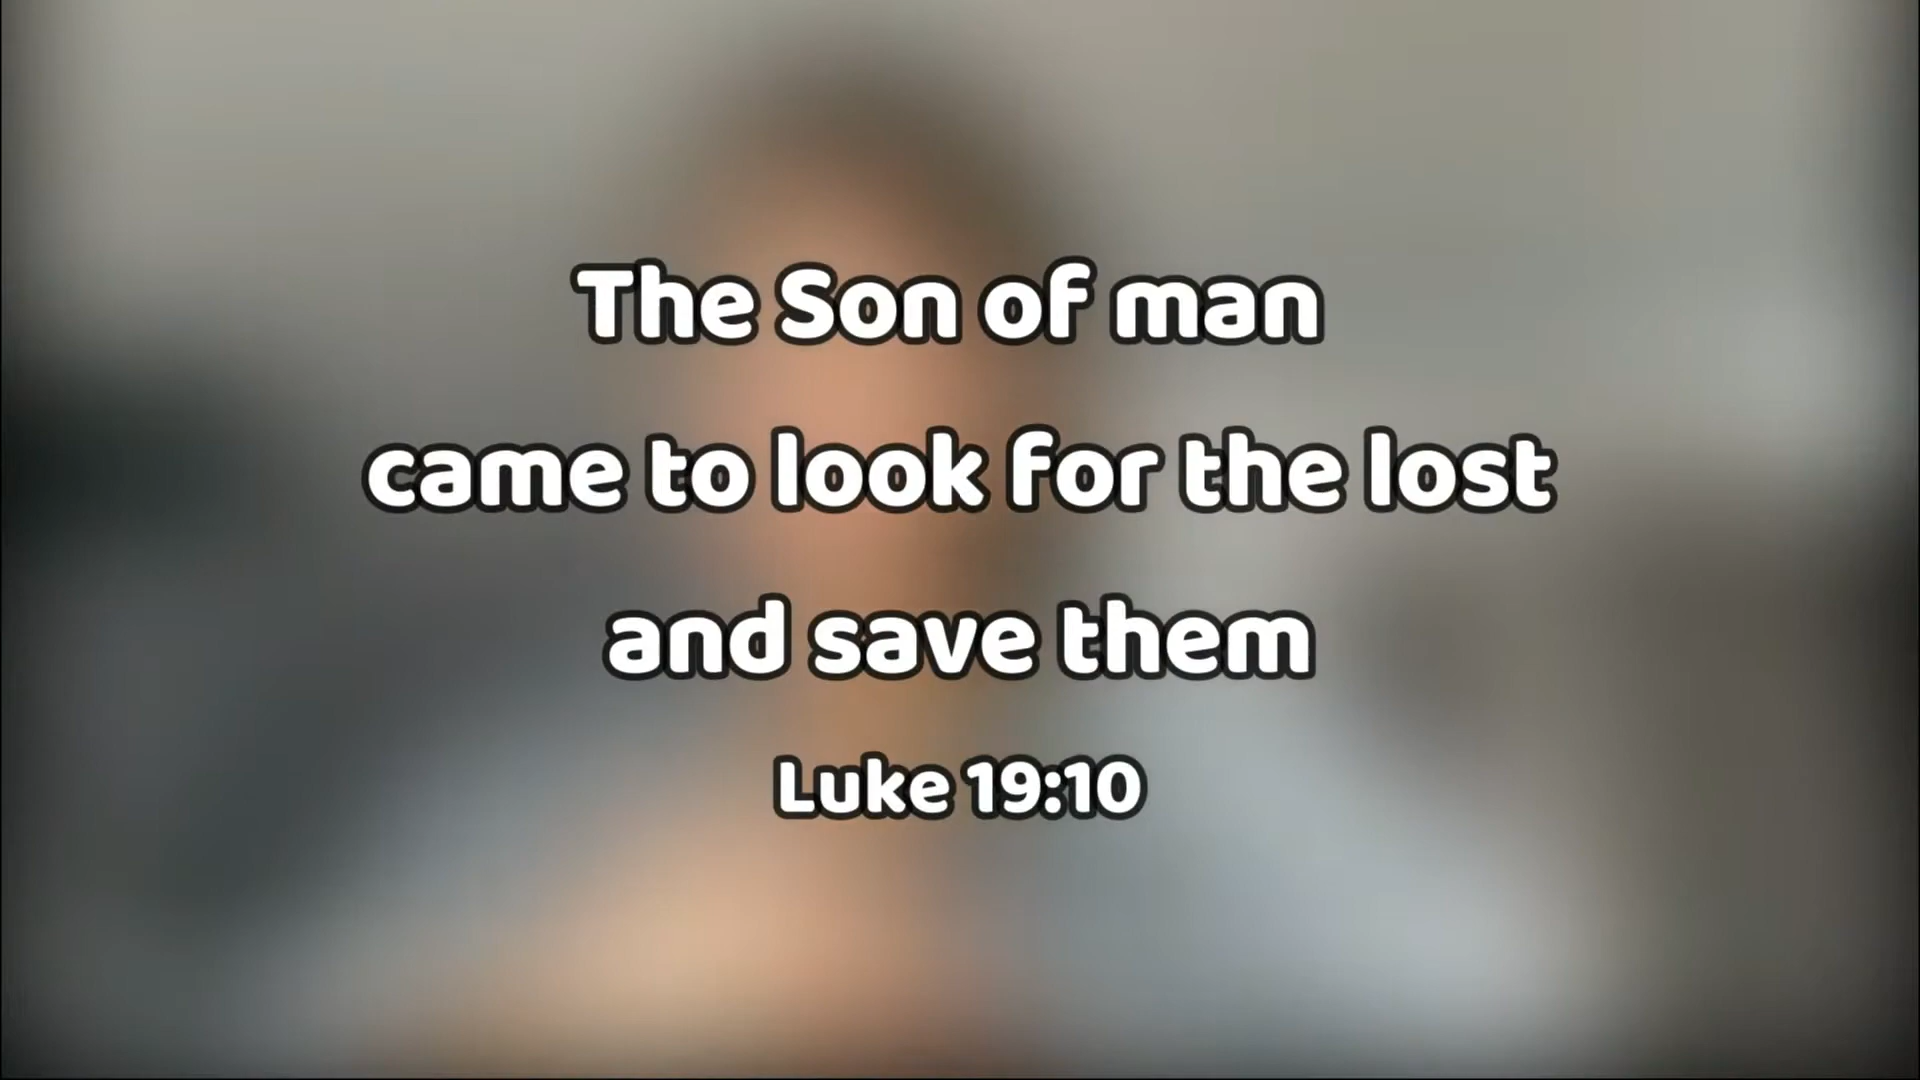 The Son of man
came to look for the lost
and save them
Luke 19:10